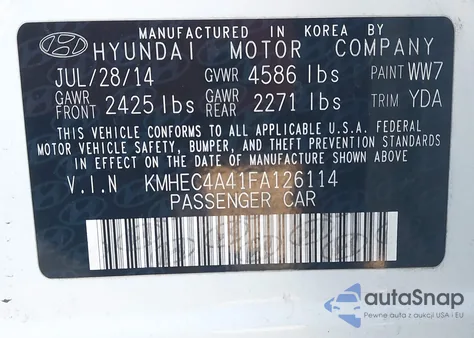 MANUFACTURED IN KOREA BY
HYUNDAI MOTOR COMPANY
JUL/28/14 GVWR 4586 lbs PAINT WW7
GAWR FRONT 2425 lbs GAWR REAR 2271 lbs TRIM YDA
THIS VEHICLE CONFORMS TO ALL APPLICABLE U.S.A. FEDERAL
MOTOR VEHICLE SAFETY, BUMPER, AND THEFT PREVENTION STANDARDS
IN EFFECT ON THE DATE OF MANUFACTURE SHOWN ABOVE.
V.I.N KMHEC4A41FA126114
PASSENGER CAR
autoSnap
Pewne auta z USA i EU